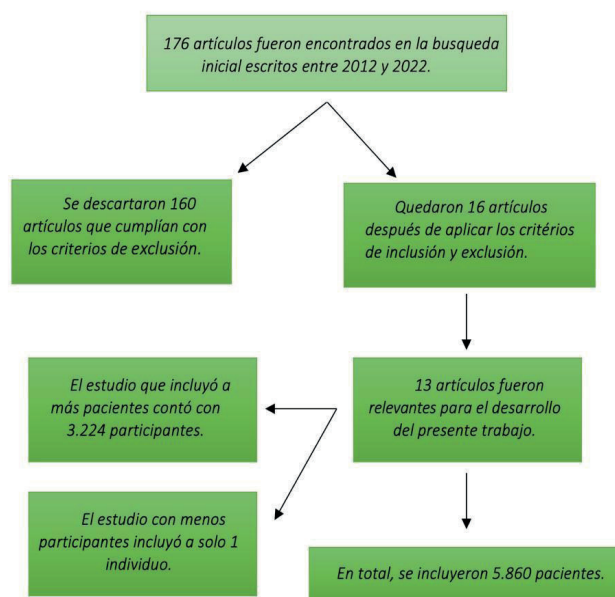 176 artículos fueron encontrados en la busqueda
inicial escritos entre 2012 y 2022.
Se descartaron 160
artículos que cumplían con
los criterios de exclusión.
Quedaron 16 artículos
después de aplicar los critérios
de inclusión y exclusión.
El estudio que incluyó a
más pacientes contó con
3.224 participantes.
13 artículos fueron
relevantes para el desarrollo
del presente trabajo.
El estudio con menos
participantes incluyó a solo 1
individuo.
En total, se incluyeron 5.860 pacientes.